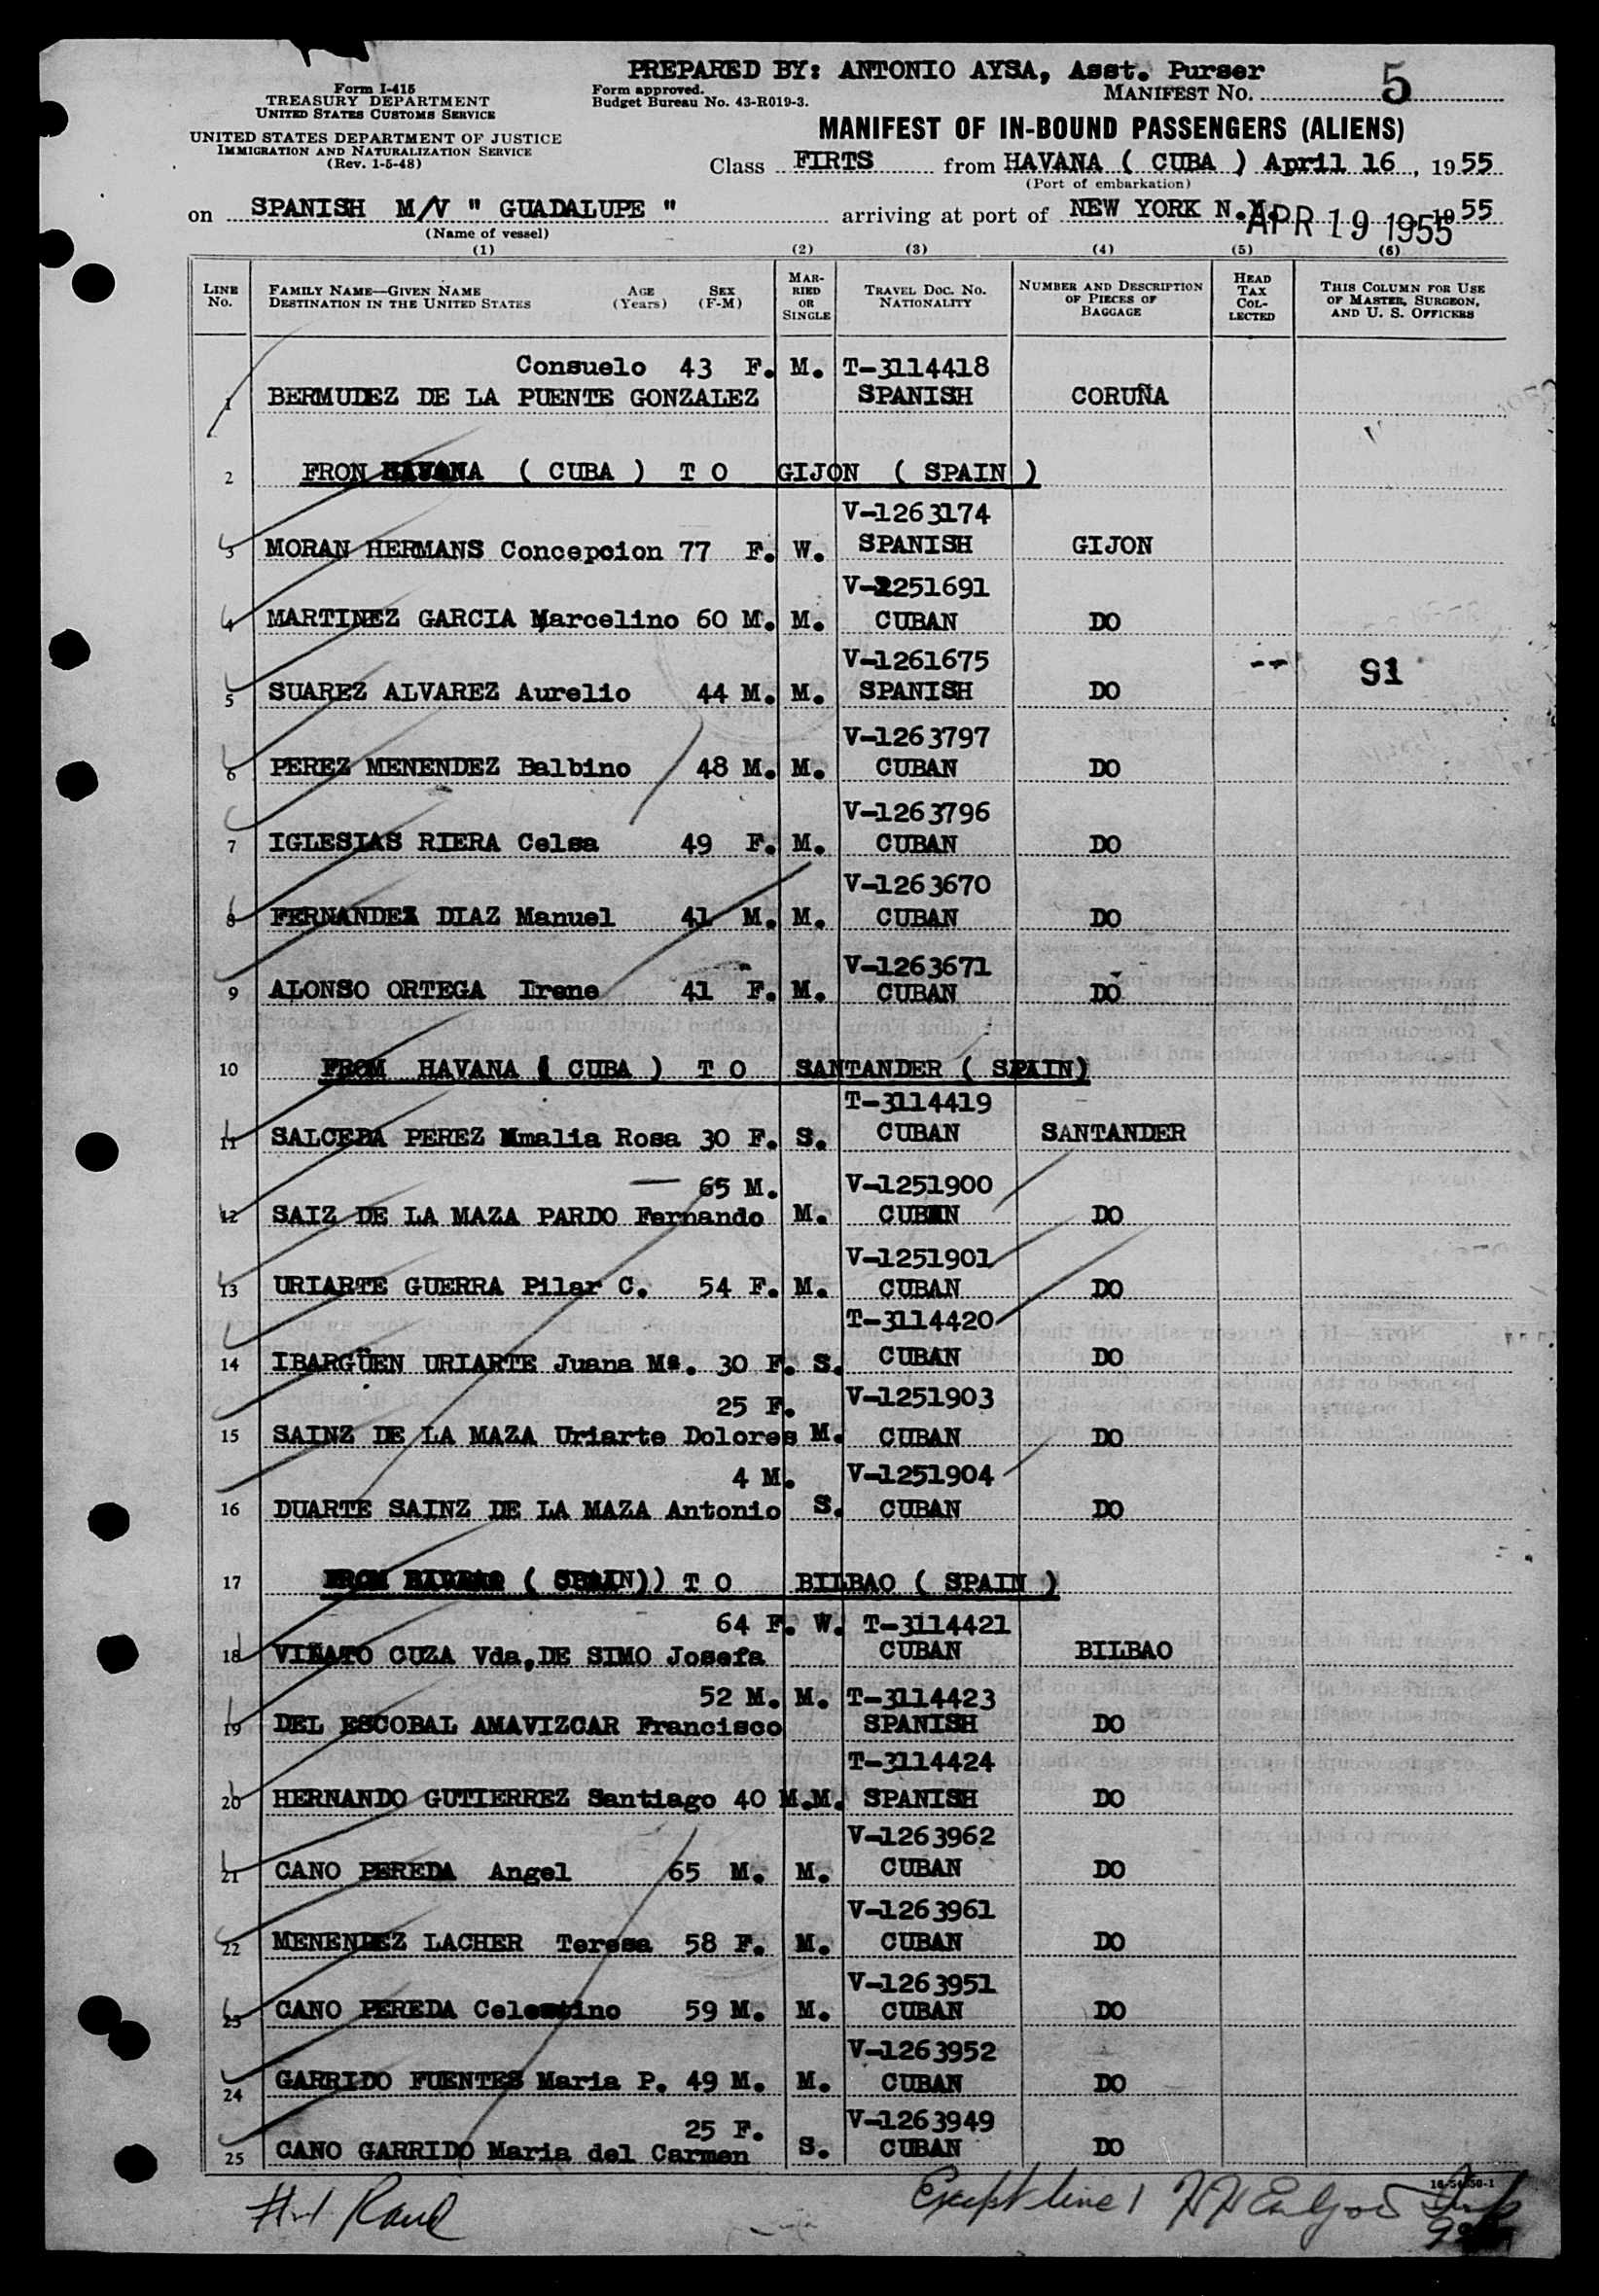 PREPARED BY: ANTONIO AYSA, Asst. Purser
Form I-415
TREASURY DEPARTMENT
UNITED STATES CUSTOMS SERVICE
UNITED STATES DEPARTMENT OF JUSTICE
IMMIGRATION AND NATURALIZATION SERVICE
(Rev. 1-5-48)
Form approved.
Budget Bureau No. 43-R019-3.
MANIFEST NO. 5
MANIFEST OF IN-BOUND PASSENGERS (ALIENS)
Class FIRTS from HAVANA ( CUBA ) April 16, 1955
(Port of embarkation)
on SPANISH M/V " GUADALUPE " arriving at port of NEW YORK N.Y. 1955
APR 19 1955
(Name of vessel)
(1) (2) (3) (4) (5) (6)
LINE No. FAMILY NAME—GIVEN NAME DESTINATION IN THE UNITED STATES AGE (Years) SEX (F-M) MARRIED OR SINGLE TRAVEL DOC. NO. NATIONALITY NUMBER AND DESCRIPTION OF PIECES OF BAGGAGE HEAD TAX COLLECTED THIS COLUMN FOR USE OF MASTER, SURGEON, AND U. S. OFFICERS
Consuelo 43 F. M. T-3114418
1 BERMUDEZ DE LA PUENTE GONZALEZ SPANISH CORUÑA
2 FRON HAVANA ( CUBA ) T O GIJON ( SPAIN )
V-1263174
3 MORAN HERMANS Concepcion 77 F. W. SPANISH GIJON
V-2251691
4 MARTINEZ GARCIA Marcelino 60 M. M. CUBAN DO
V-1261675
5 SUAREZ ALVAREZ Aurelio 44 M. M. SPANISH DO -- 91
V-1263797
6 PEREZ MENENDEZ Balbino 48 M. M. CUBAN DO
V-1263796
7 IGLESIAS RIERA Celsa 49 F. M. CUBAN DO
V-1263670
8 FERNANDEZ DIAZ Manuel 41 M. M. CUBAN DO
V-1263671
9 ALONSO ORTEGA Irene 41 F. M. CUBAN DO
10 FROM HAVANA ( CUBA ) T O SANTANDER ( SPAIN)
T-3114419
11 SALCEDA PEREZ Amalia Rosa 30 F. S. CUBAN SANTANDER
65 M. V-1251900
12 SAIZ DE LA MAZA PARDO Fernando M. CUBAN DO
V-1251901
13 URIARTE GUERRA Pilar C. 54 F. M. CUBAN DO
T-3114420
14 IBARGÜEN URIARTE Juana Mª. 30 F. S. CUBAN DO
25 F. V-1251903
15 SAINZ DE LA MAZA Uriarte Dolores M. CUBAN DO
4 M. V-1251904
16 DUARTE SAINZ DE LA MAZA Antonio S. CUBAN DO
17 FROM BILBAO ( SPAIN)) T O BILBAO ( SPAIN )
64 F. W. T-3114421
18 VIÑATO CUZA Vda, DE SIMO Josefa CUBAN BILBAO
52 M. M. T-3114423
19 DEL ESCOBAL AMAVIZCAR Francisco SPANISH DO
T-3114424
20 HERNANDO GUTIERREZ Santiago 40 M.M. SPANISH DO
V-1263962
21 CANO PEREDA Angel 65 M. M. CUBAN DO
V-1263961
22 MENENDEZ LACHER Teresa 58 F. M. CUBAN DO
V-1263951
23 CANO PEREDA Celestino 59 M. M. CUBAN DO
V-1263952
24 GARRIDO FUENTES Maria P. 49 M. M. CUBAN DO
25 F. V-1263949
25 CANO GARRIDO Maria del Carmen S. CUBAN DO
Except line 1